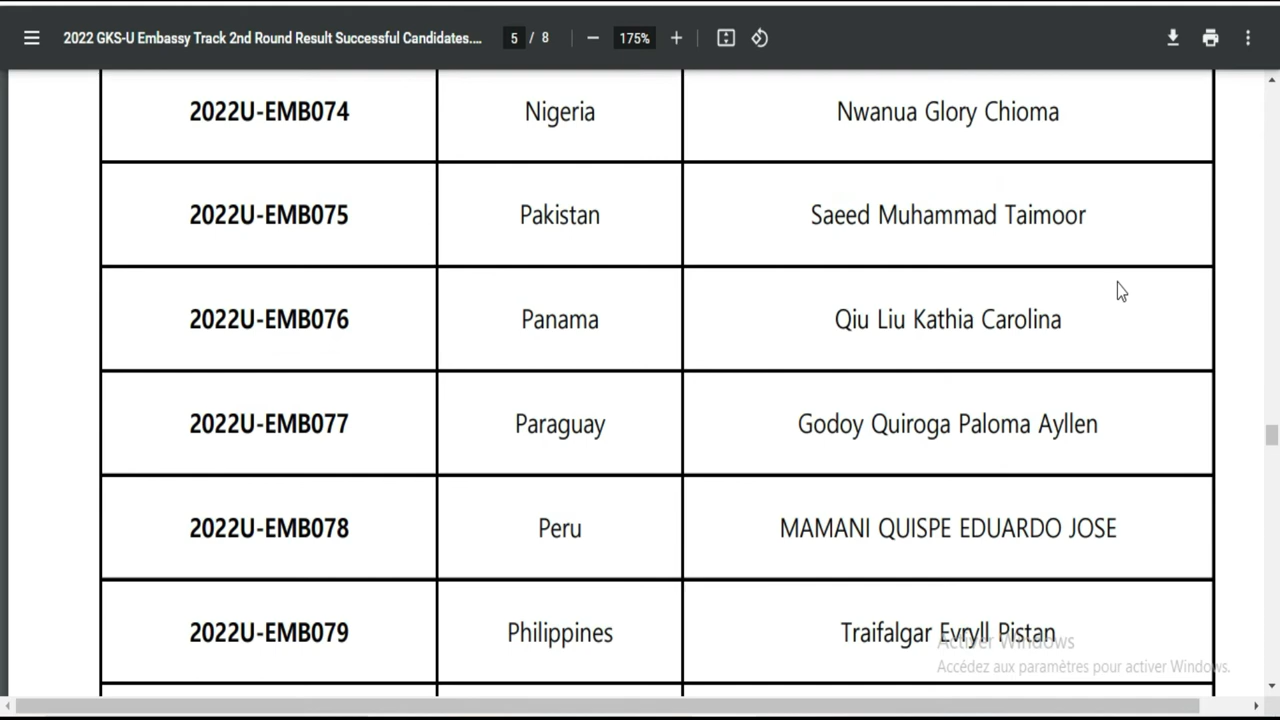 2022 GKS-U Embassy Track 2nd Round Result Successful Candidates.... 5 / 8 175%
2022U-EMB074 Nigeria Nwanua Glory Chioma
2022U-EMB075 Pakistan Saeed Muhammad Taimoor
2022U-EMB076 Panama Qiu Liu Kathia Carolina
2022U-EMB077 Paraguay Godoy Quiroga Paloma Ayllen
2022U-EMB078 Peru MAMANI QUISPE EDUARDO JOSE
2022U-EMB079 Philippines Traifalgar Evryll Pistan
Activer Windows
Accédez aux paramètres pour activer Windows.